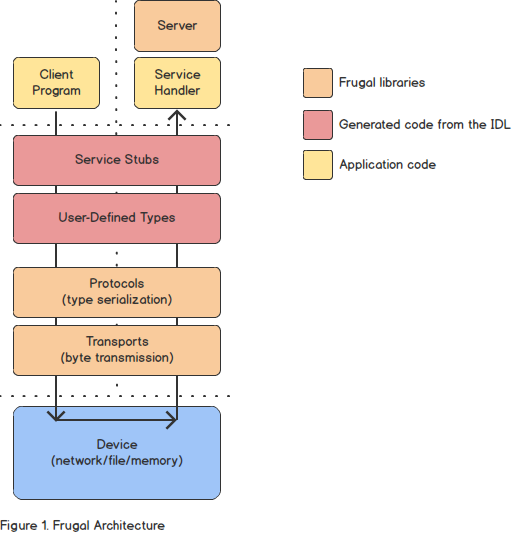 Server
Client
Program
Service
Handler
Service Stubs
User-Defined Types
Protocols
(type serialization)
Transports
(byte transmission)
Device
(network/file/memory)
Frugal libraries
Generated code from the IDL
Application code
Figure 1. Frugal Architecture